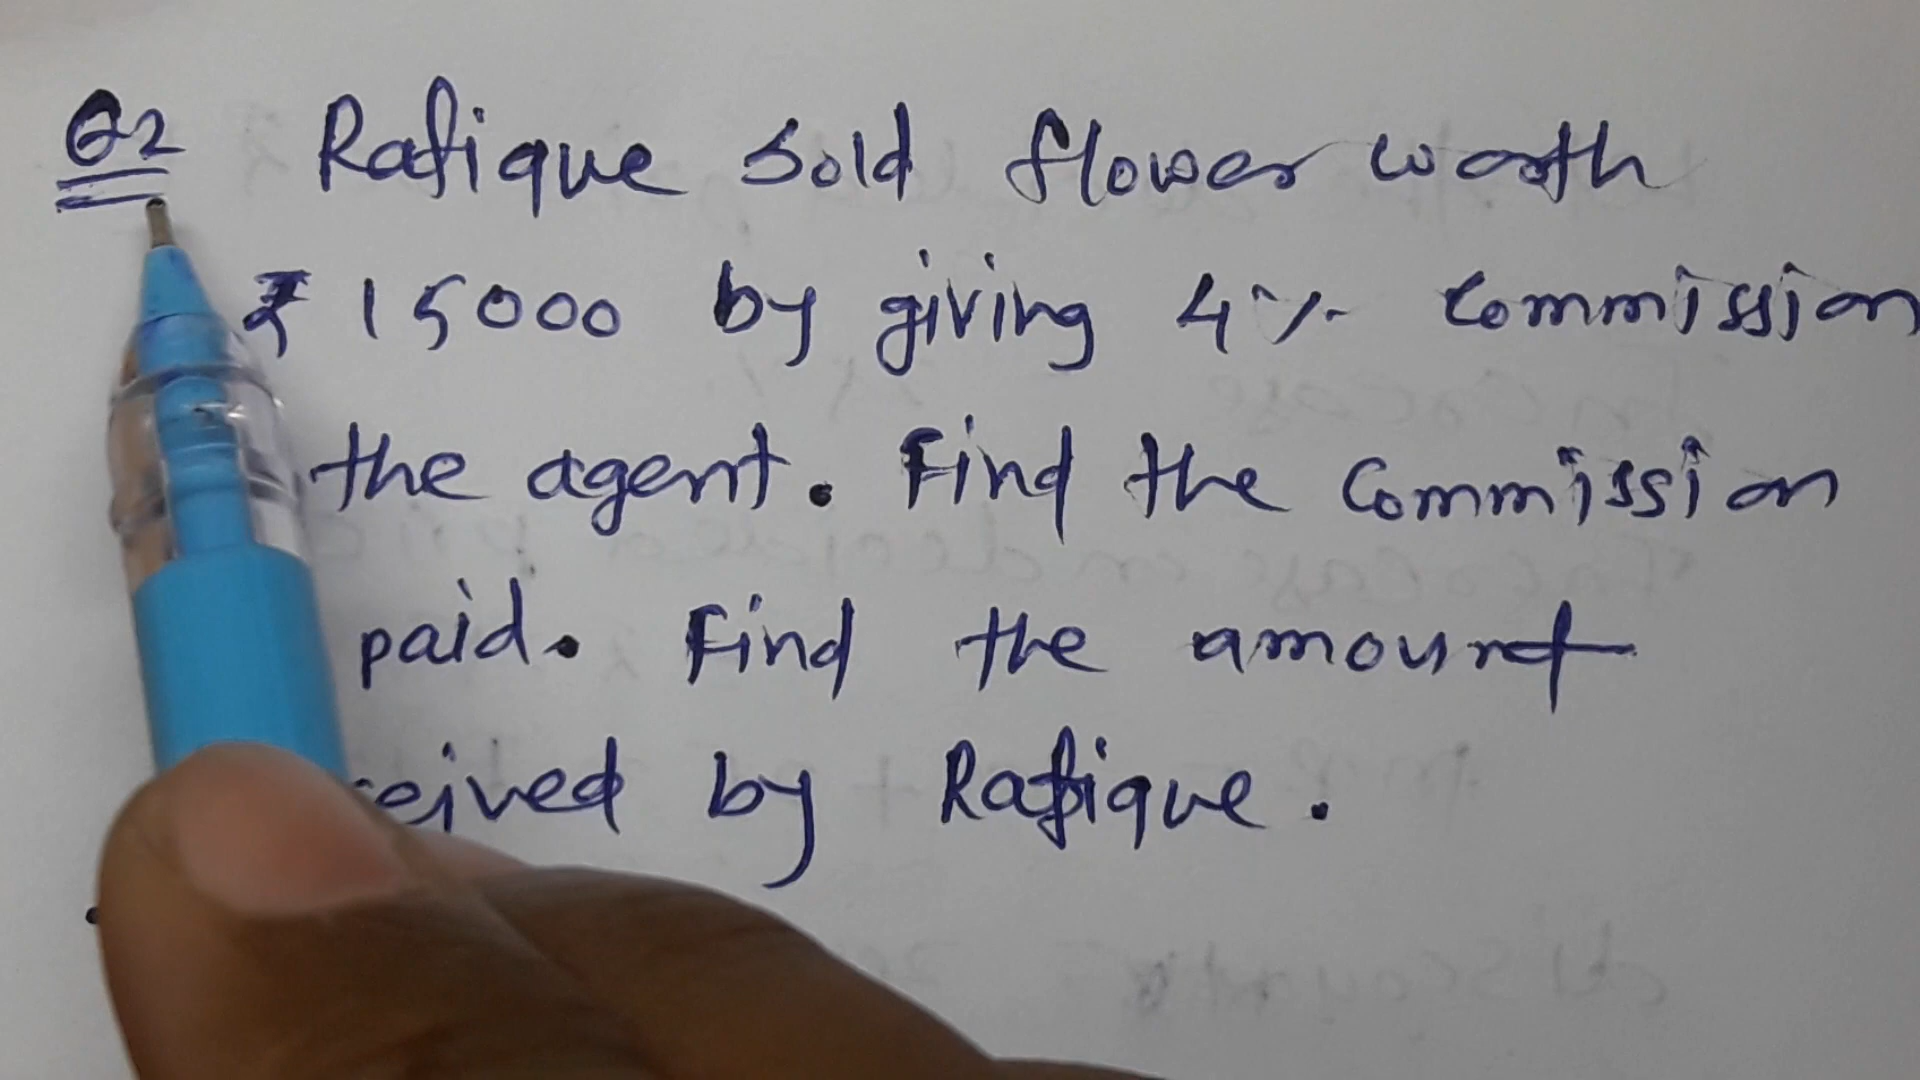 Q2 Rafique sold flower worth
₹ 15000 by giving 4% commission
the agent. Find the commission
paid. Find the amount
ceived by Rafique.